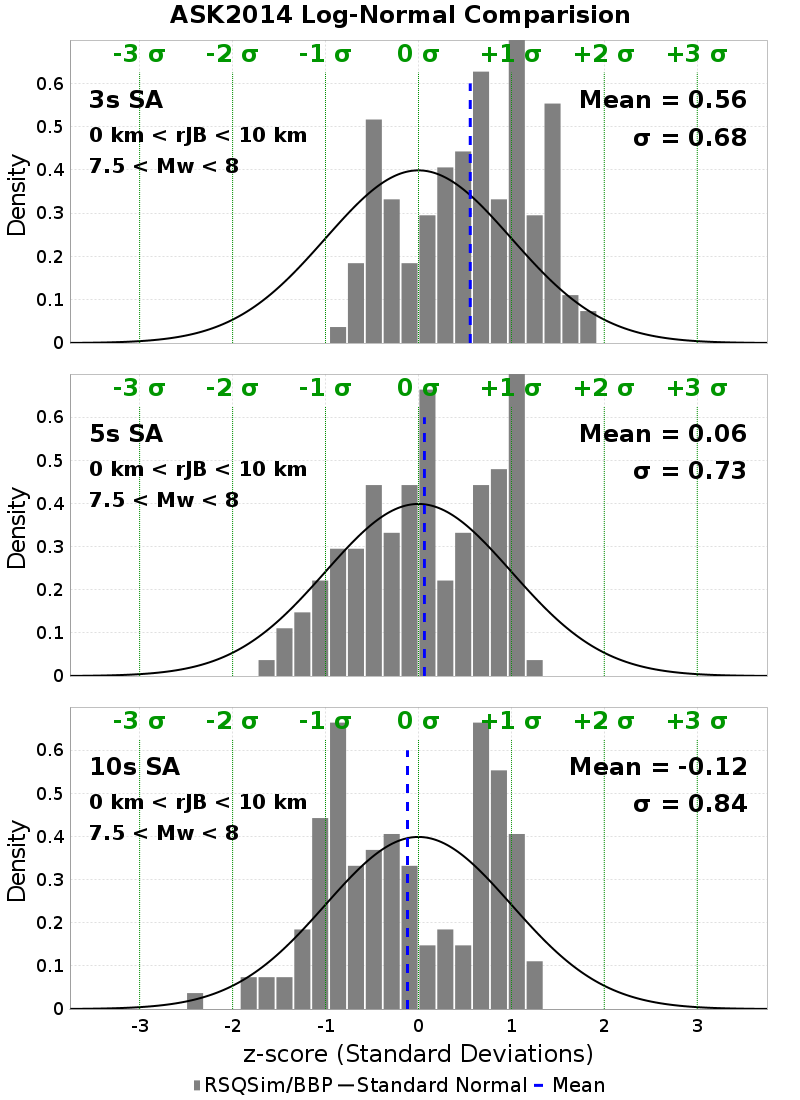 ASK2014 Log-Normal Comparision
-3 σ -2 σ -1 σ 0 σ +1 σ +2 σ +3 σ
3s SA
0 km < rJB < 10 km
7.5 < Mw < 8
Mean = 0.56
σ = 0.68
Density
0.6
0.5
0.4
0.3
0.2
0.1
0
-3 σ -2 σ -1 σ 0 σ +1 σ +2 σ +3 σ
5s SA
0 km < rJB < 10 km
7.5 < Mw < 8
Mean = 0.06
σ = 0.73
Density
0.6
0.5
0.4
0.3
0.2
0.1
0
-3 σ -2 σ -1 σ 0 σ +1 σ +2 σ +3 σ
10s SA
0 km < rJB < 10 km
7.5 < Mw < 8
Mean = -0.12
σ = 0.84
Density
0.6
0.5
0.4
0.3
0.2
0.1
0
-3 -2 -1 0 1 2 3
z-score (Standard Deviations)
RSQSim/BBP Standard Normal Mean